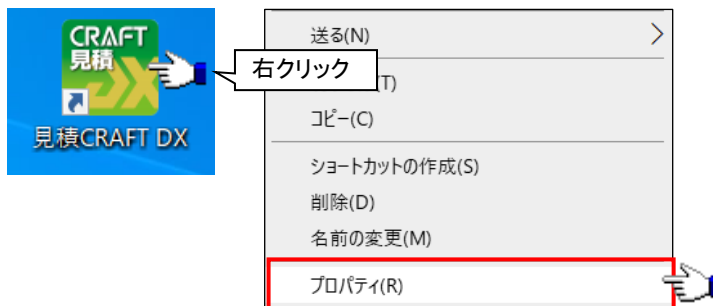 CRAFT
見積
DX
見積CRAFT DX
右クリック
送る(N)
(T)
コピー(C)
ショートカットの作成(S)
削除(D)
名前の変更(M)
プロパティ(R)